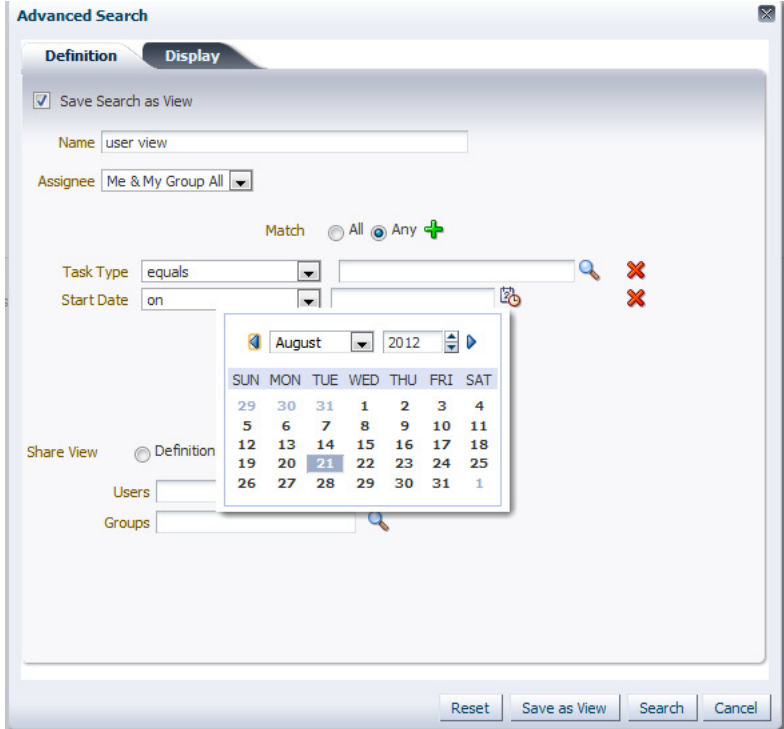 Advanced Search
Definition Display
Save Search as View
Name user view
Assignee Me & My Group All
Match All Any
Task Type equals
Start Date on
August 2012
SUN MON TUE WED THU FRI SAT
29 30 31 1 2 3 4
5 6 7 8 9 10 11
12 13 14 15 16 17 18
19 20 21 22 23 24 25
26 27 28 29 30 31 1
Share View Definition
Users
Groups
Reset Save as View Search Cancel